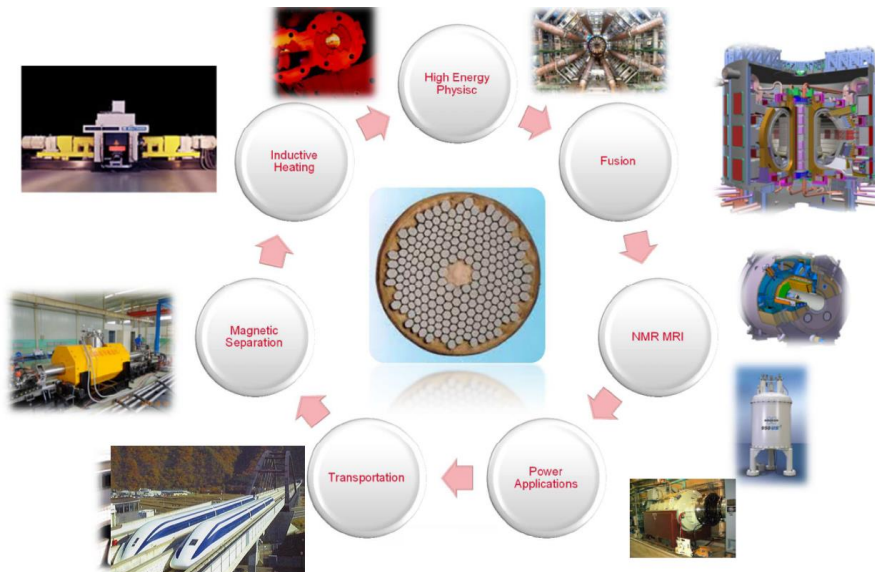 High Energy
Physisc
Fusion
NMR MRI
Power
Applications
Transportation
Magnetic
Separation
Inductive
Heating